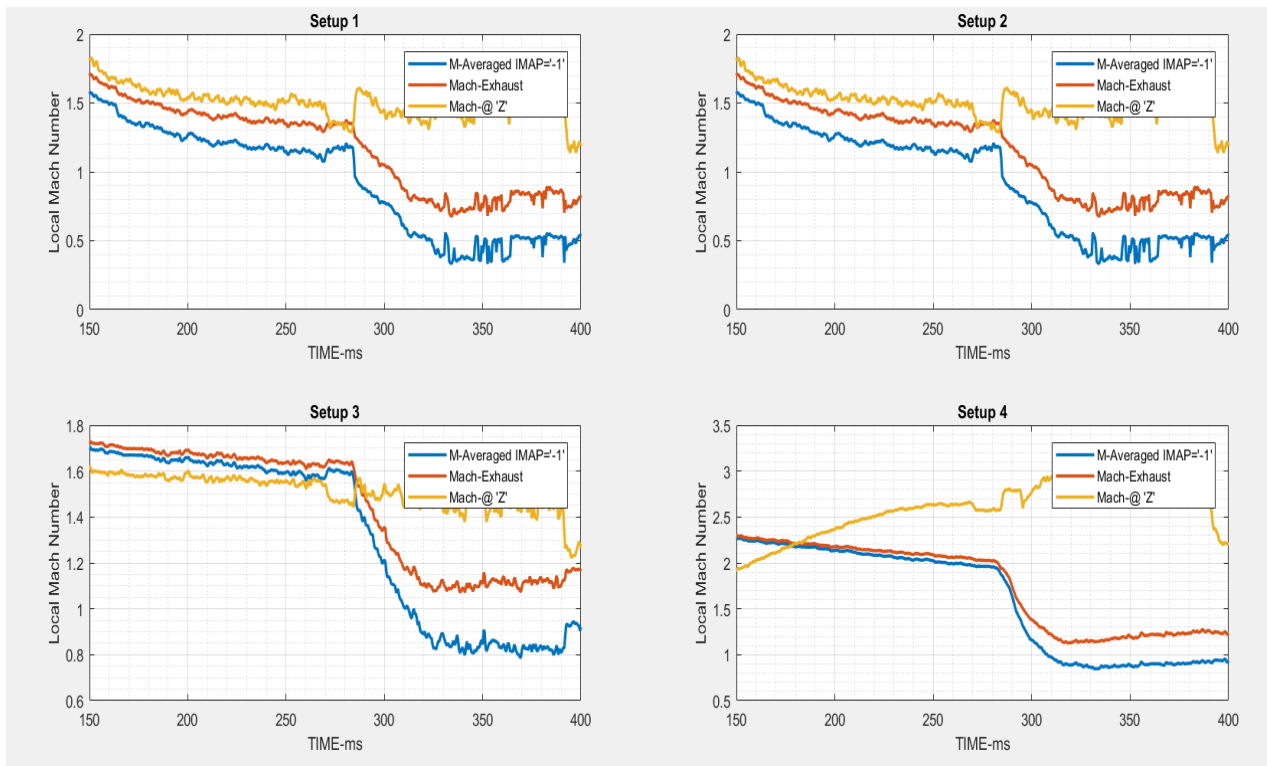 Setup 1
2
1.5
1
0.5
0
Local Mach Number
M-Averaged IMAP='-1'
Mach-Exhaust
Mach-@ 'Z'
150 200 250 300 350 400
TIME-ms
Setup 2
2
1.5
1
0.5
0
Local Mach Number
M-Averaged IMAP='-1'
Mach-Exhaust
Mach-@ 'Z'
150 200 250 300 350 400
TIME-ms
Setup 3
1.8
1.6
1.4
1.2
1
0.8
0.6
Local Mach Number
M-Averaged IMAP='-1'
Mach-Exhaust
Mach-@ 'Z'
150 200 250 300 350 400
TIME-ms
Setup 4
3.5
3
2.5
2
1.5
1
0.5
Local Mach Number
M-Averaged IMAP='-1'
Mach-Exhaust
Mach-@ 'Z'
150 200 250 300 350 400
TIME-ms